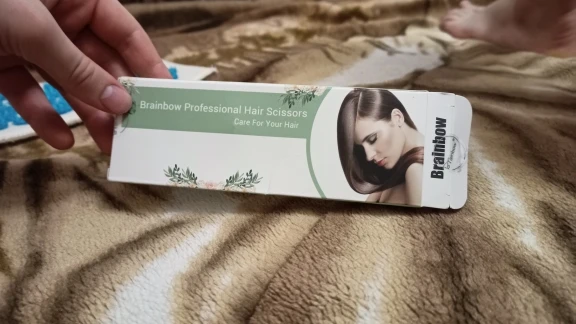 Brainbow Professional Hair Scissors
Care For Your Hair
Brainbow